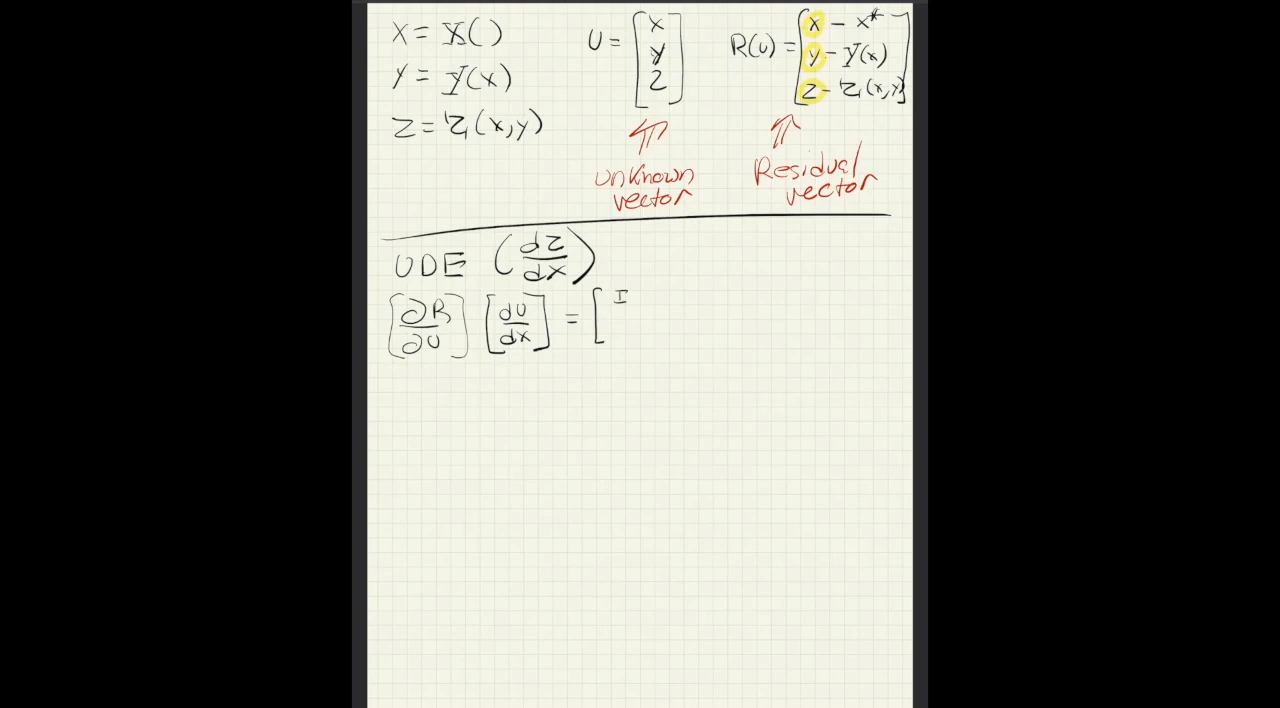 x = X()
y = Y(x)
z = Z(x,y)
U = [x y z]
R(U) = [x - x* y - Y(x) z - Z(x,y)]
unknown vector
Residual vector
UDE (dz/dx)
[∂R/∂U] [du/dx] = [I